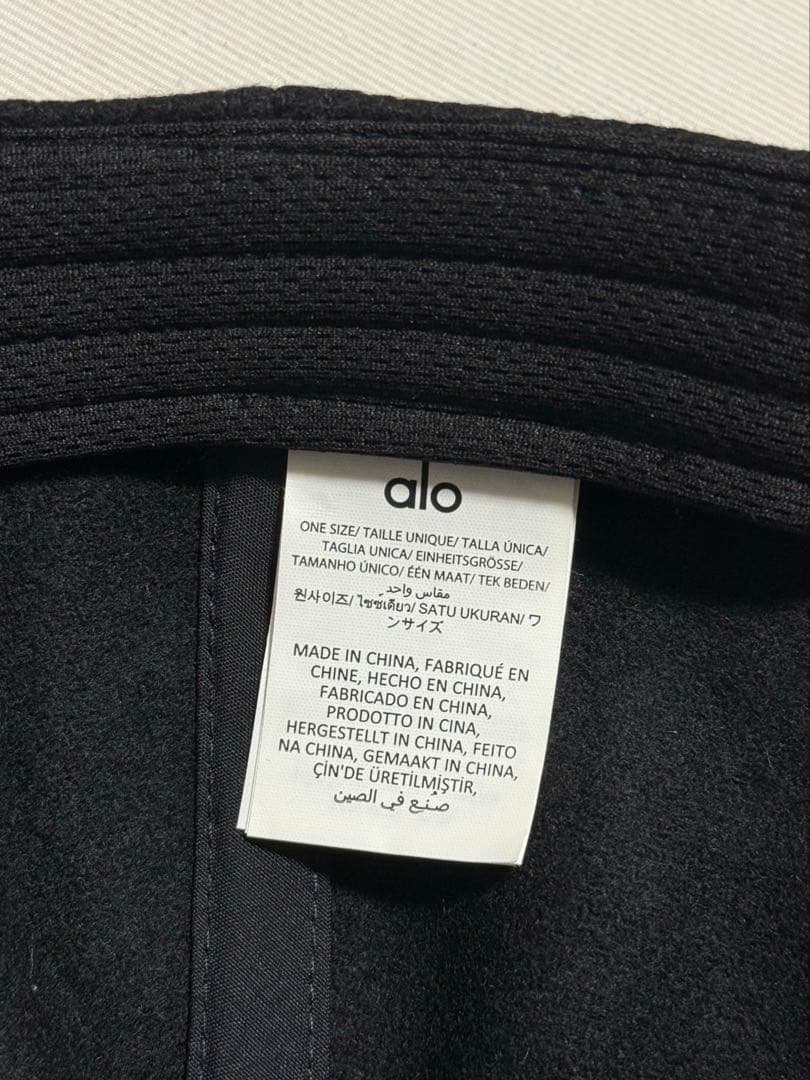 alo
ONE SIZE/ TAILLE UNIQUE/ TALLA ÚNICA/
TAGLIA UNICA/ EINHEITSGRÖSSE/
TAMANHO ÚNICO/ ÉÉN MAAT/ TEK BEDEN/
مقاس واحد
원사이즈/ ไซซ์เดียว/ SATU UKURAN/ ワ
ンサイズ
MADE IN CHINA, FABRIQUÉ EN
CHINE, HECHO EN CHINA,
FABRICADO EN CHINA,
PRODOTTO IN CINA,
HERGESTELLT IN CHINA, FEITO
NA CHINA, GEMAAKT IN CHINA,
ÇİN'DE ÜRETİLMİŞTİR,
صُنع في الصين